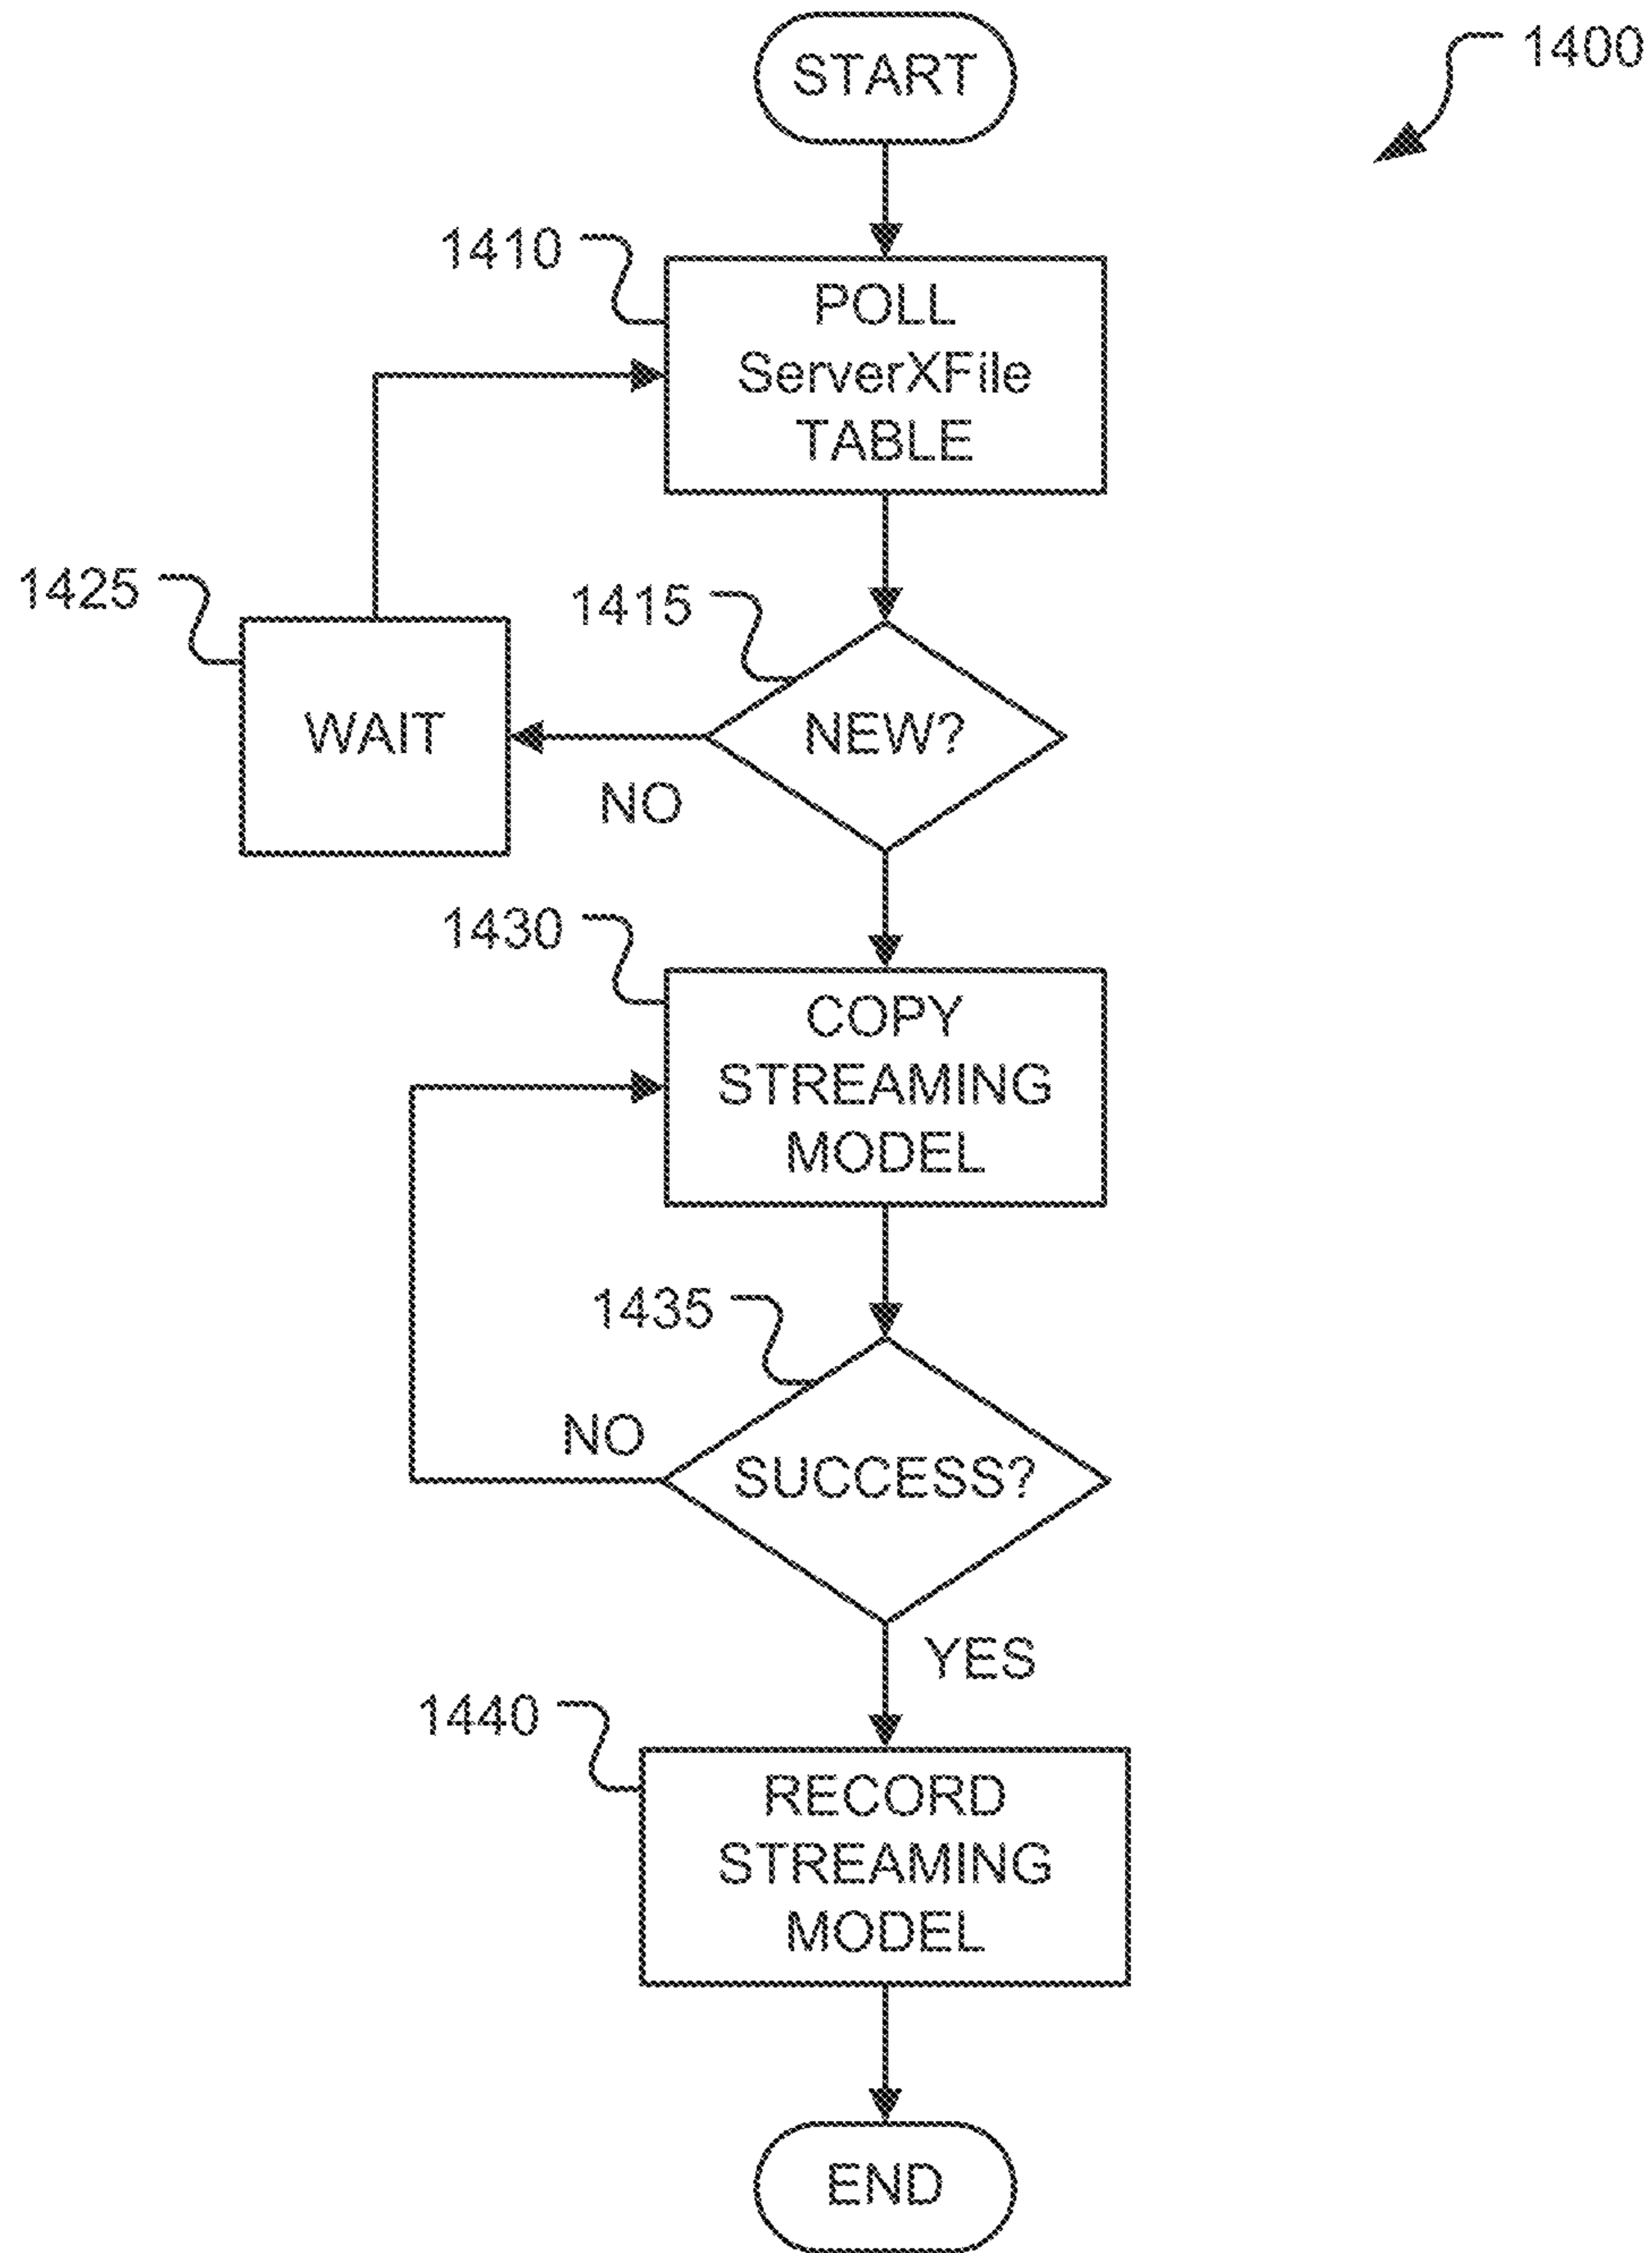 START
1400
1410
POLL
ServerXFile
TABLE
1425
1415
WAIT
NEW?
NO
1430
COPY
STREAMING
MODEL
1435
NO
SUCCESS?
YES
1440
RECORD
STREAMING
MODEL
END